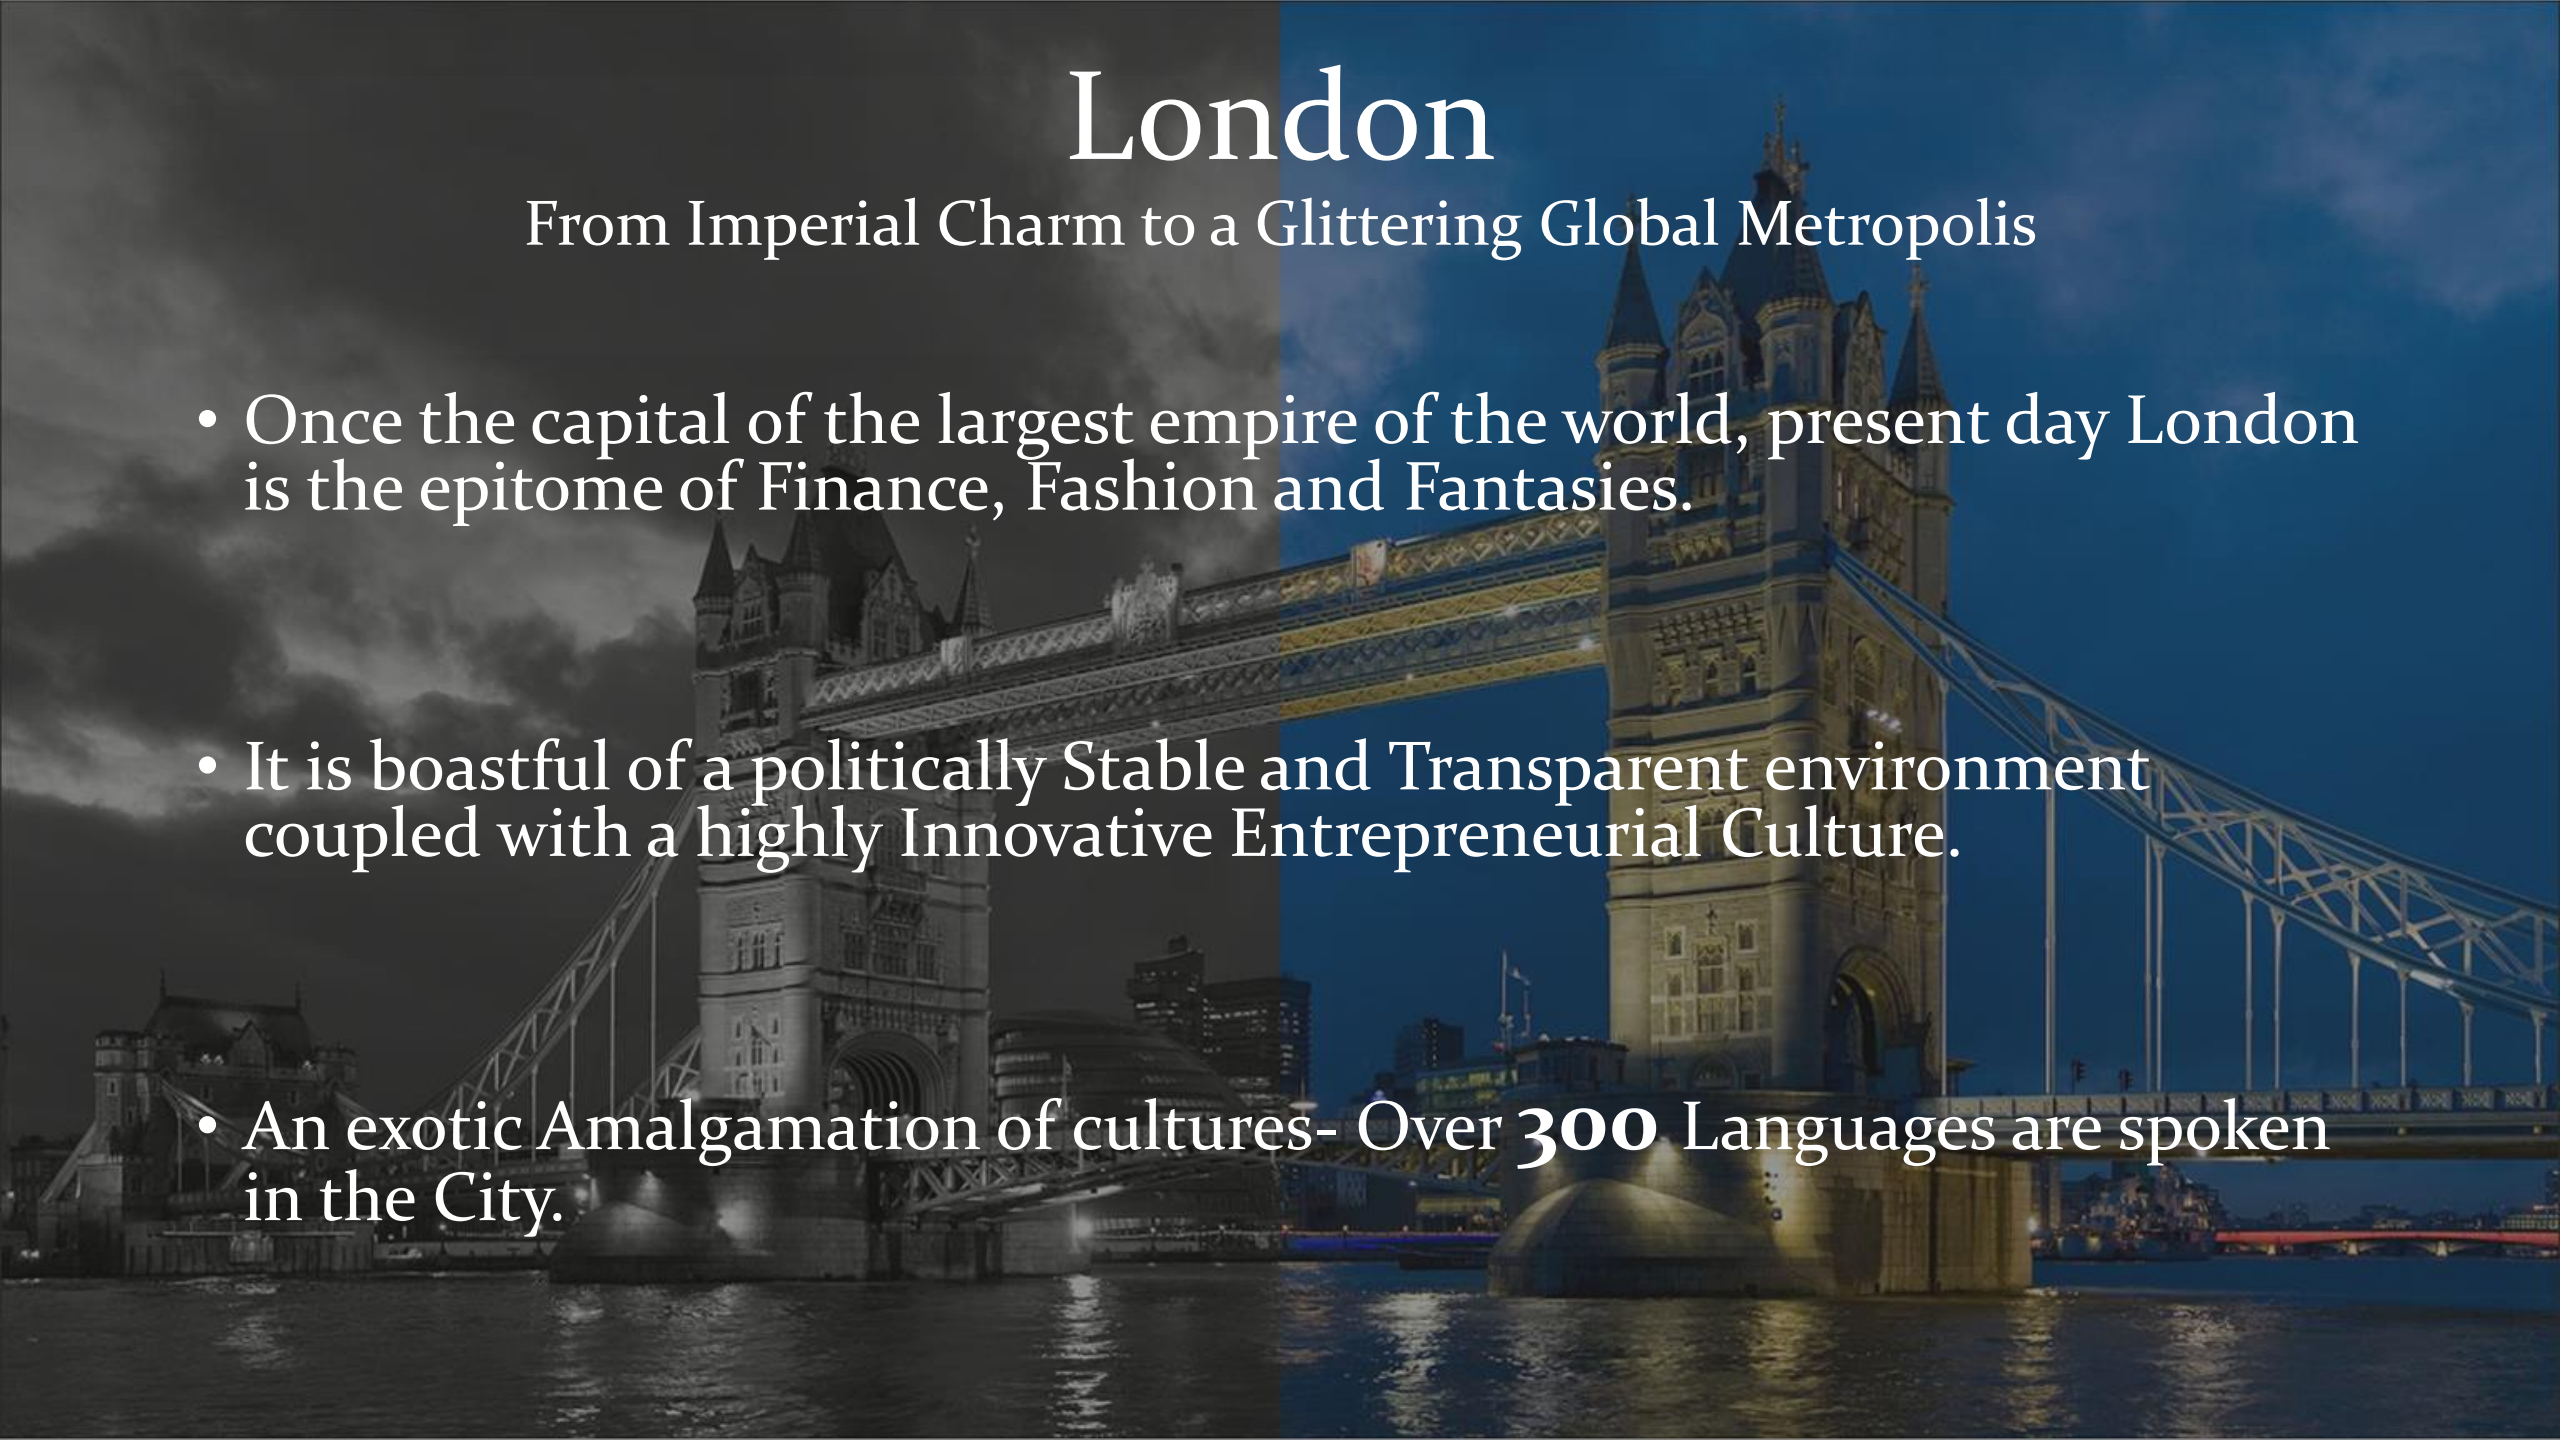 London
From Imperial Charm to a Glittering Global Metropolis
• Once the capital of the largest empire of the world, present day London
is the epitome of Finance, Fashion and Fantasies.
• It is boastful of a politically Stable and Transparent environment
coupled with a highly Innovative Entrepreneurial Culture.
• An exotic Amalgamation of cultures- Over 300 Languages are spoken
in the City.